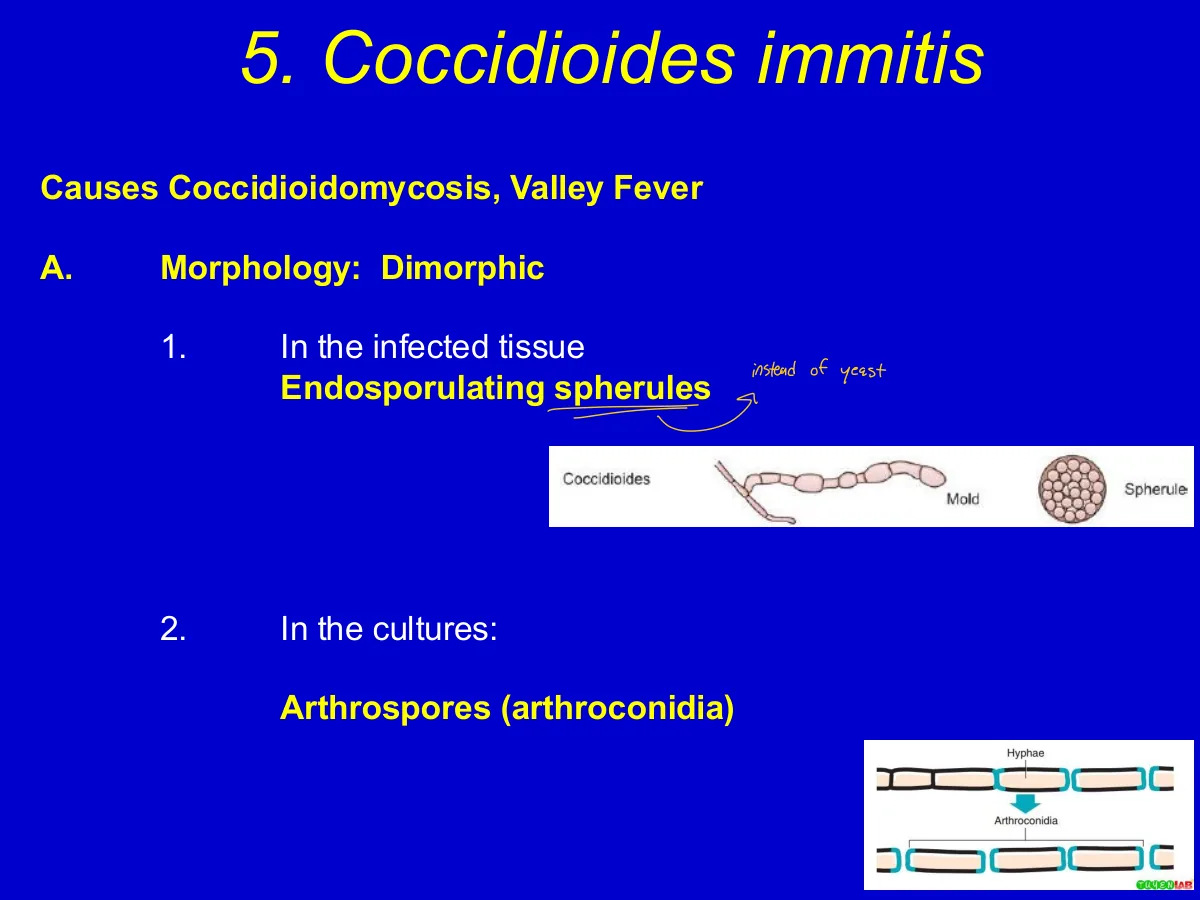 5. Coccidioides immitis
Causes Coccidioidomycosis, Valley Fever
A. Morphology: Dimorphic
1. In the infected tissue
Endosporulating spherules
instead of yeast
Coccidioides
Mold
Spherule
2. In the cultures:
Arthrospores (arthroconidia)
Hyphae
Arthroconidia
TUYENLAB